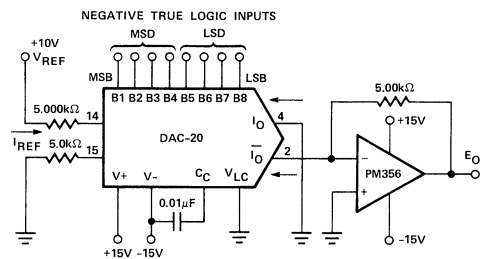 NEGATIVE TRUE LOGIC INPUTS
MSD LSD
+10V
VREF
MSB B1 B2 B3 B4 B5 B6 B7 B8 LSB
5.000kΩ 14
IREF
5.0kΩ 15
DAC-20
IO 4
IO 2
V+ V− CC VLC
0.01µF
+15V −15V
5.00kΩ
+15V
−
+
PM356
EO
−15V